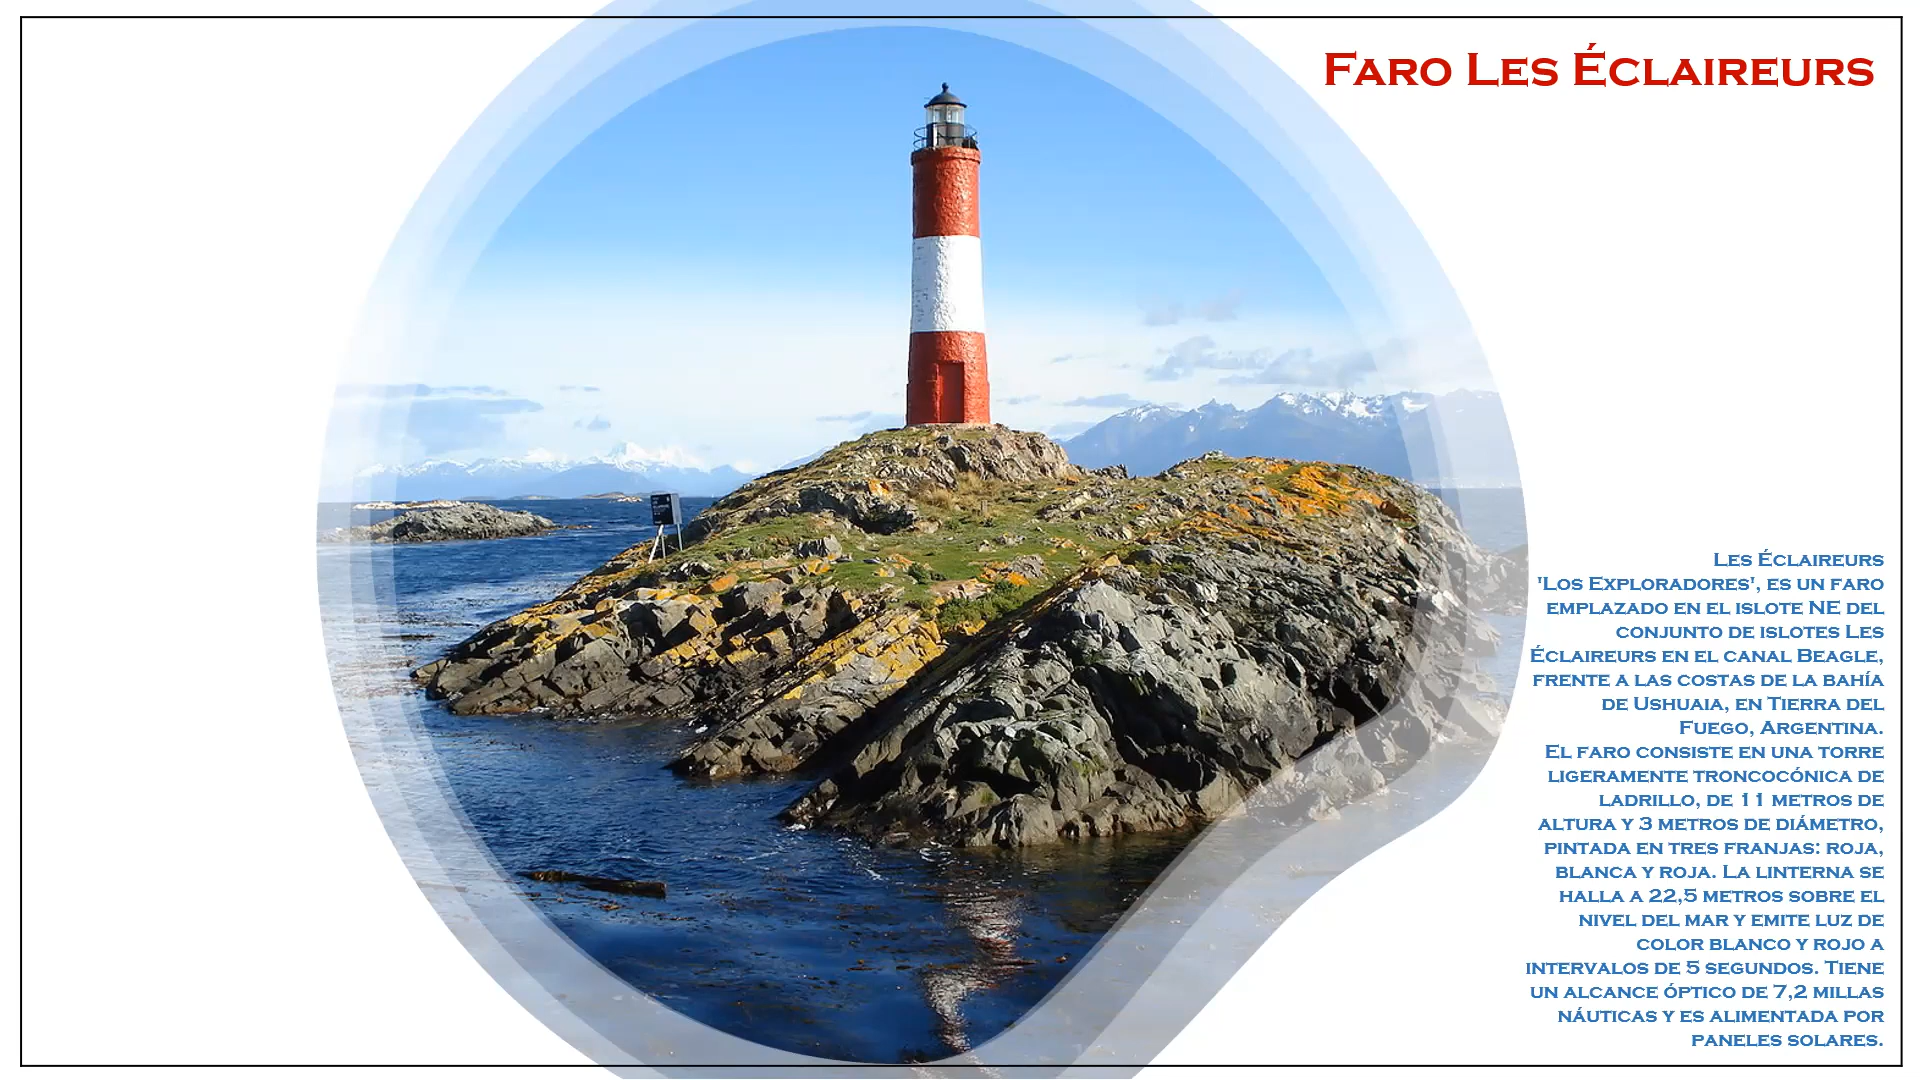 Faro Les Éclaireurs
Les Éclaireurs
'Los Exploradores', es un faro
emplazado en el islote NE del
conjunto de islotes Les
Éclaireurs en el canal Beagle,
frente a las costas de la bahía
de Ushuaia, en Tierra del
Fuego, Argentina.
El faro consiste en una torre
ligeramente troncocónica de
ladrillo, de 11 metros de
altura y 3 metros de diámetro,
pintada en tres franjas: roja,
blanca y roja. La linterna se
halla a 22,5 metros sobre el
nivel del mar y emite luz de
color blanco y rojo a
intervalos de 5 segundos. Tiene
un alcance óptico de 7,2 millas
náuticas y es alimentada por
paneles solares.